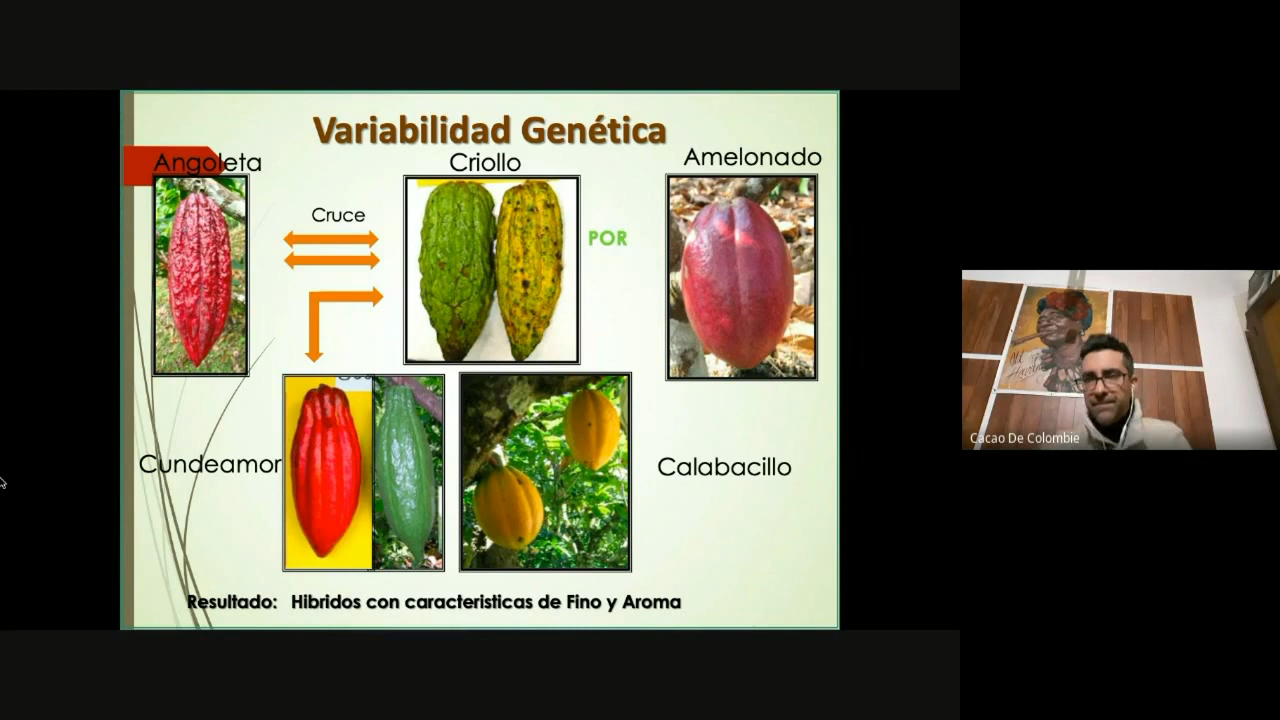 Variabilidad Genética
Angoleta
Criollo
Amelonado
Cruce
POR
Cundeamor
Calabacillo
Resultado: Hibridos con caracteristicas de Fino y Aroma
Cacao De Colombie